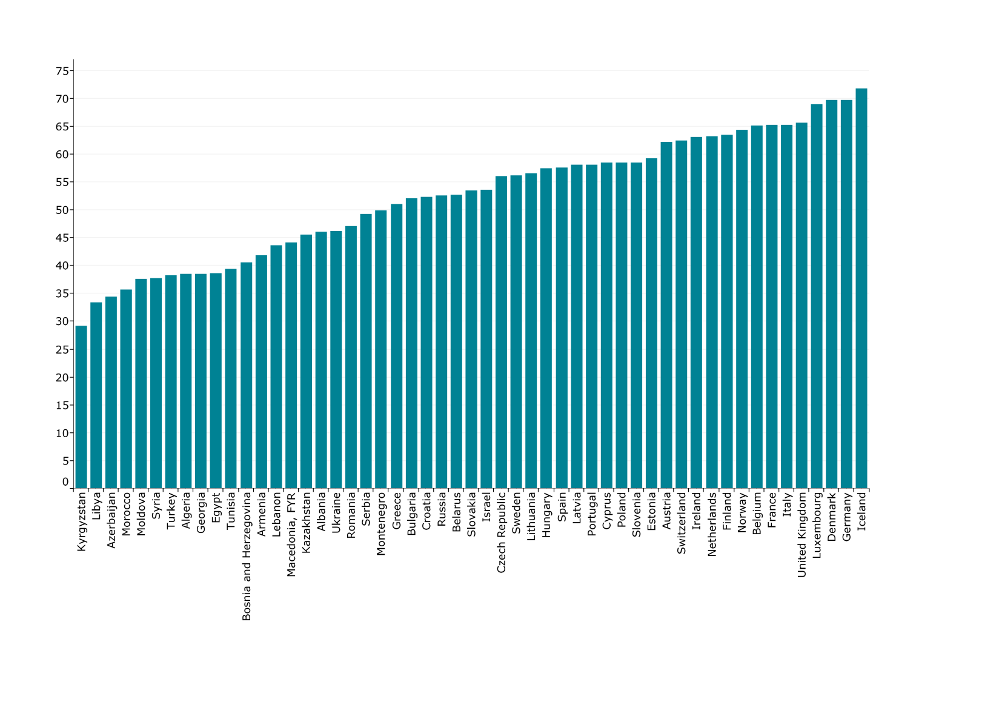 75
70
65
60
55
50
45
40
35
30
25
20
15
10
5
0
Kyrgyzstan
Libya
Azerbaijan
Morocco
Moldova
Syria
Turkey
Algeria
Georgia
Egypt
Tunisia
Bosnia and Herzegovina
Armenia
Lebanon
Macedonia, FYR
Kazakhstan
Albania
Ukraine
Romania
Serbia
Montenegro
Greece
Bulgaria
Croatia
Russia
Belarus
Slovakia
Israel
Czech Republic
Sweden
Lithuania
Hungary
Spain
Latvia
Portugal
Cyprus
Poland
Slovenia
Estonia
Austria
Switzerland
Ireland
Netherlands
Finland
Norway
Belgium
France
Italy
United Kingdom
Luxembourg
Denmark
Germany
Iceland